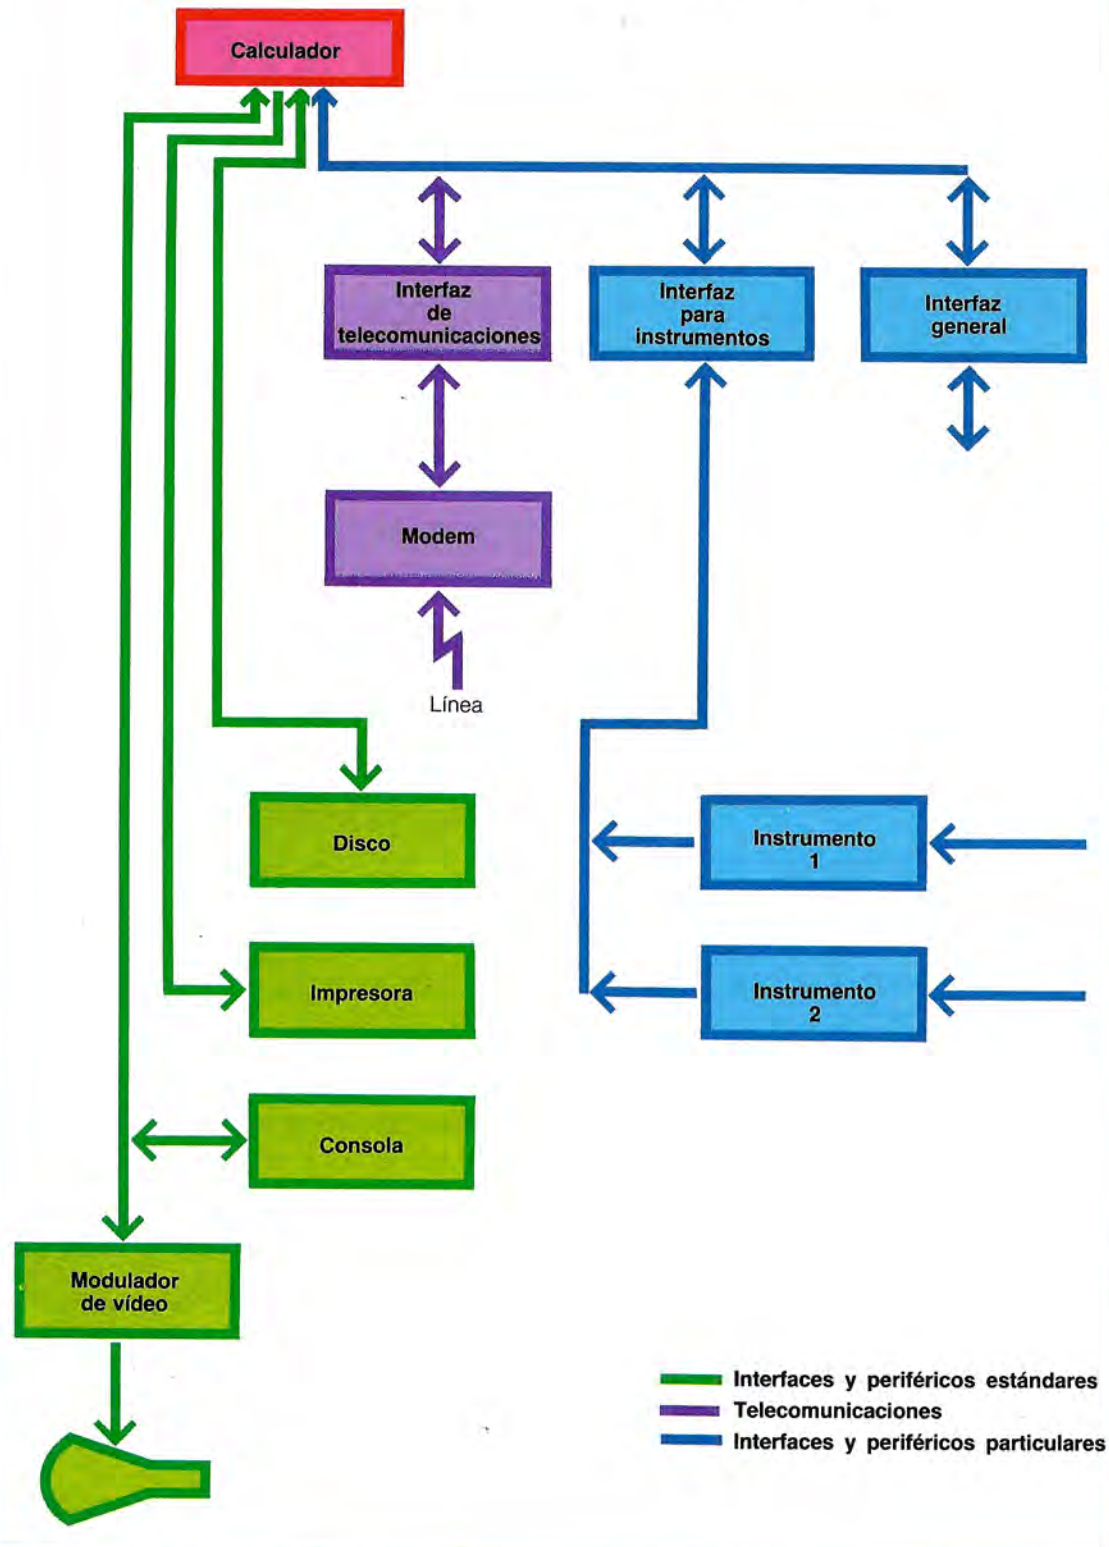 Calculador
Interfaz
de
telecomunicaciones
Interfaz
para
instrumentos
Interfaz
general
Modem
Línea
Disco
Instrumento
1
Impresora
Instrumento
2
Consola
Modulador
de vídeo
Interfaces y periféricos estándares
Telecomunicaciones
Interfaces y periféricos particulares